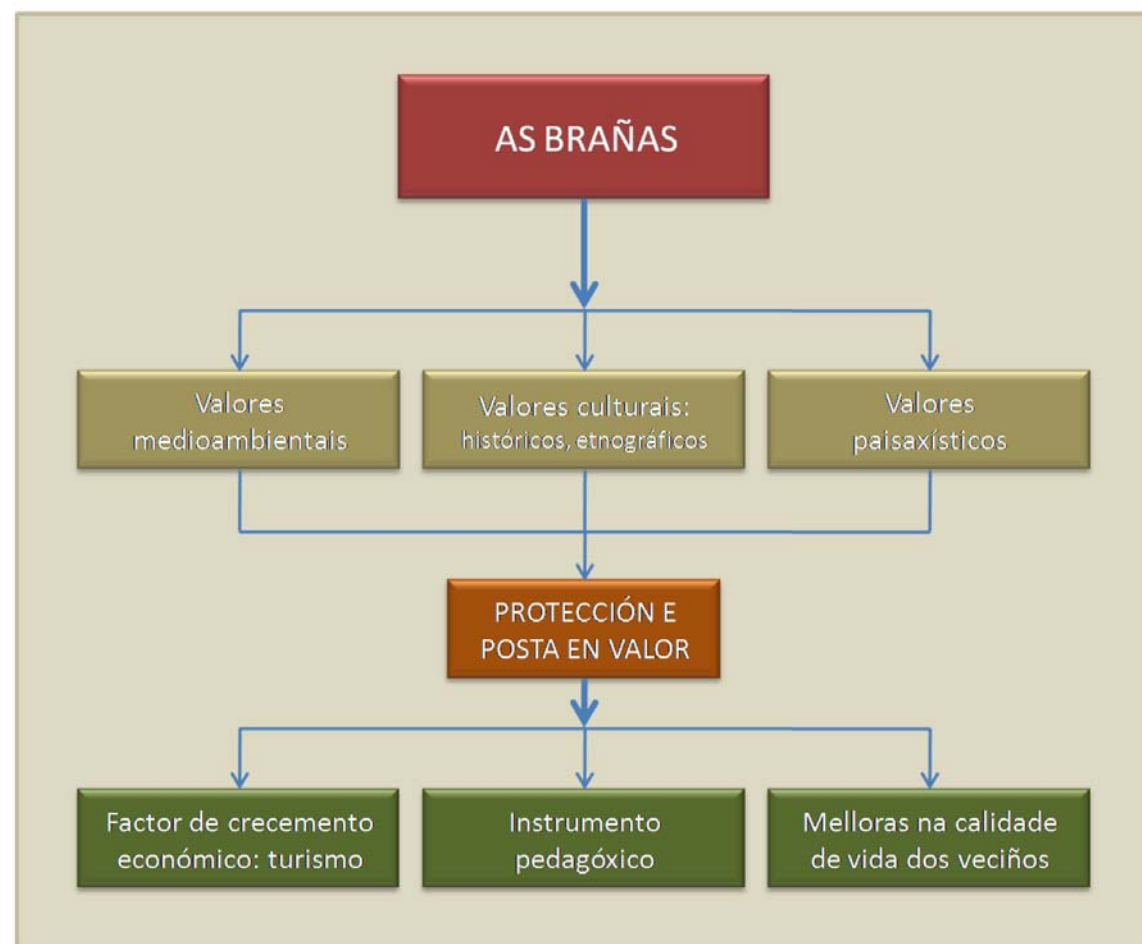 AS BRAÑAS
Valores
medioambientais
Valores culturais:
históricos, etnográficos
Valores
paisaxísticos
PROTECCIÓN E
POSTA EN VALOR
Factor de crecemento
económico: turismo
Instrumento
pedagóxico
Melloras na calidade
de vida dos veciños